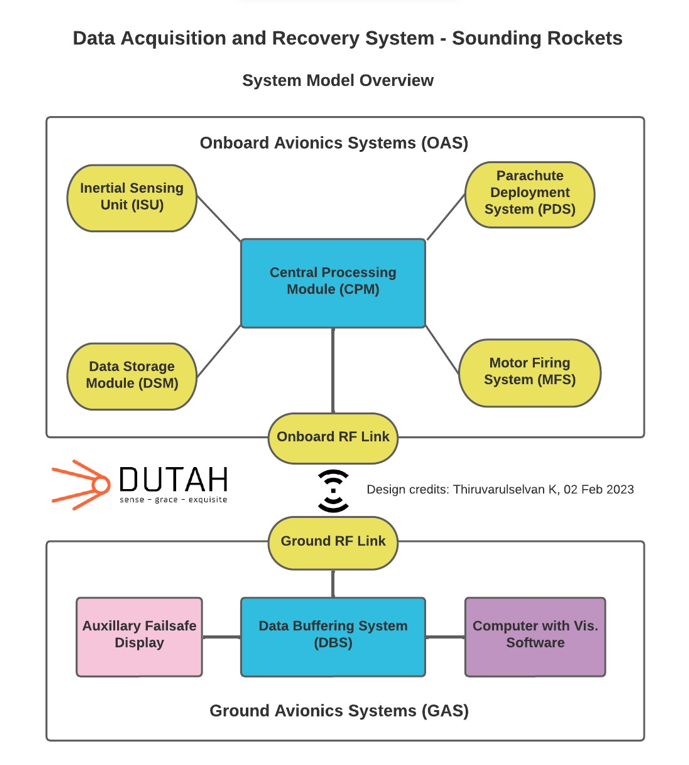 Data Acquisition and Recovery System - Sounding Rockets
System Model Overview
Onboard Avionics Systems (OAS)
Inertial Sensing
Unit (ISU)
Parachute
Deployment
System (PDS)
Central Processing
Module (CPM)
Data Storage
Module (DSM)
Motor Firing
System (MFS)
Onboard RF Link
DUTAH
sense - grace - exquisite
Design credits: Thiruvarulselvan K, 02 Feb 2023
Ground RF Link
Auxillary Failsafe
Display
Data Buffering System
(DBS)
Computer with Vis.
Software
Ground Avionics Systems (GAS)